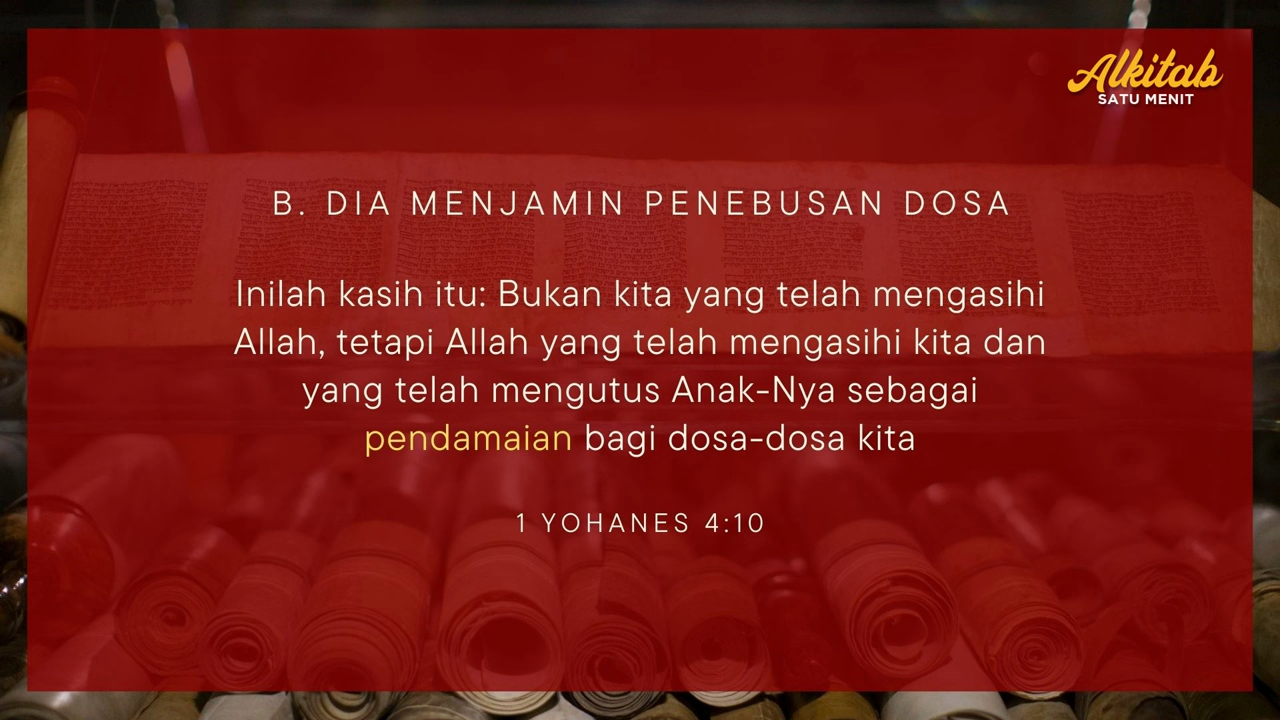 Alkitab
SATU MENIT
B. DIA MENJAMIN PENEBUSAN DOSA
Inilah kasih itu: Bukan kita yang telah mengasihi
Allah, tetapi Allah yang telah mengasihi kita dan
yang telah mengutus Anak-Nya sebagai
pendamaian bagi dosa-dosa kita
1 YOHANES 4:10